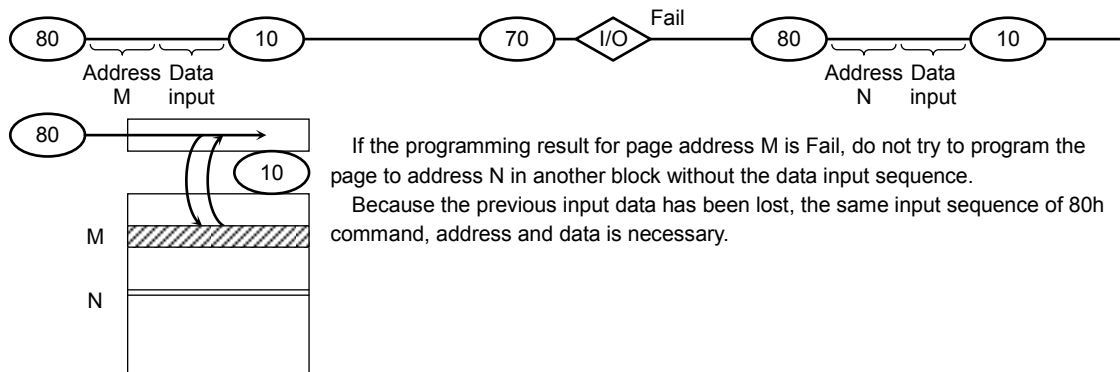 Fail
80
10
70
I/O
80
10
Address Data
M input
Address Data
N input
80
10
If the programming result for page address M is Fail, do not try to program the
page to address N in another block without the data input sequence.
Because the previous input data has been lost, the same input sequence of 80h
command, address and data is necessary.
M
N